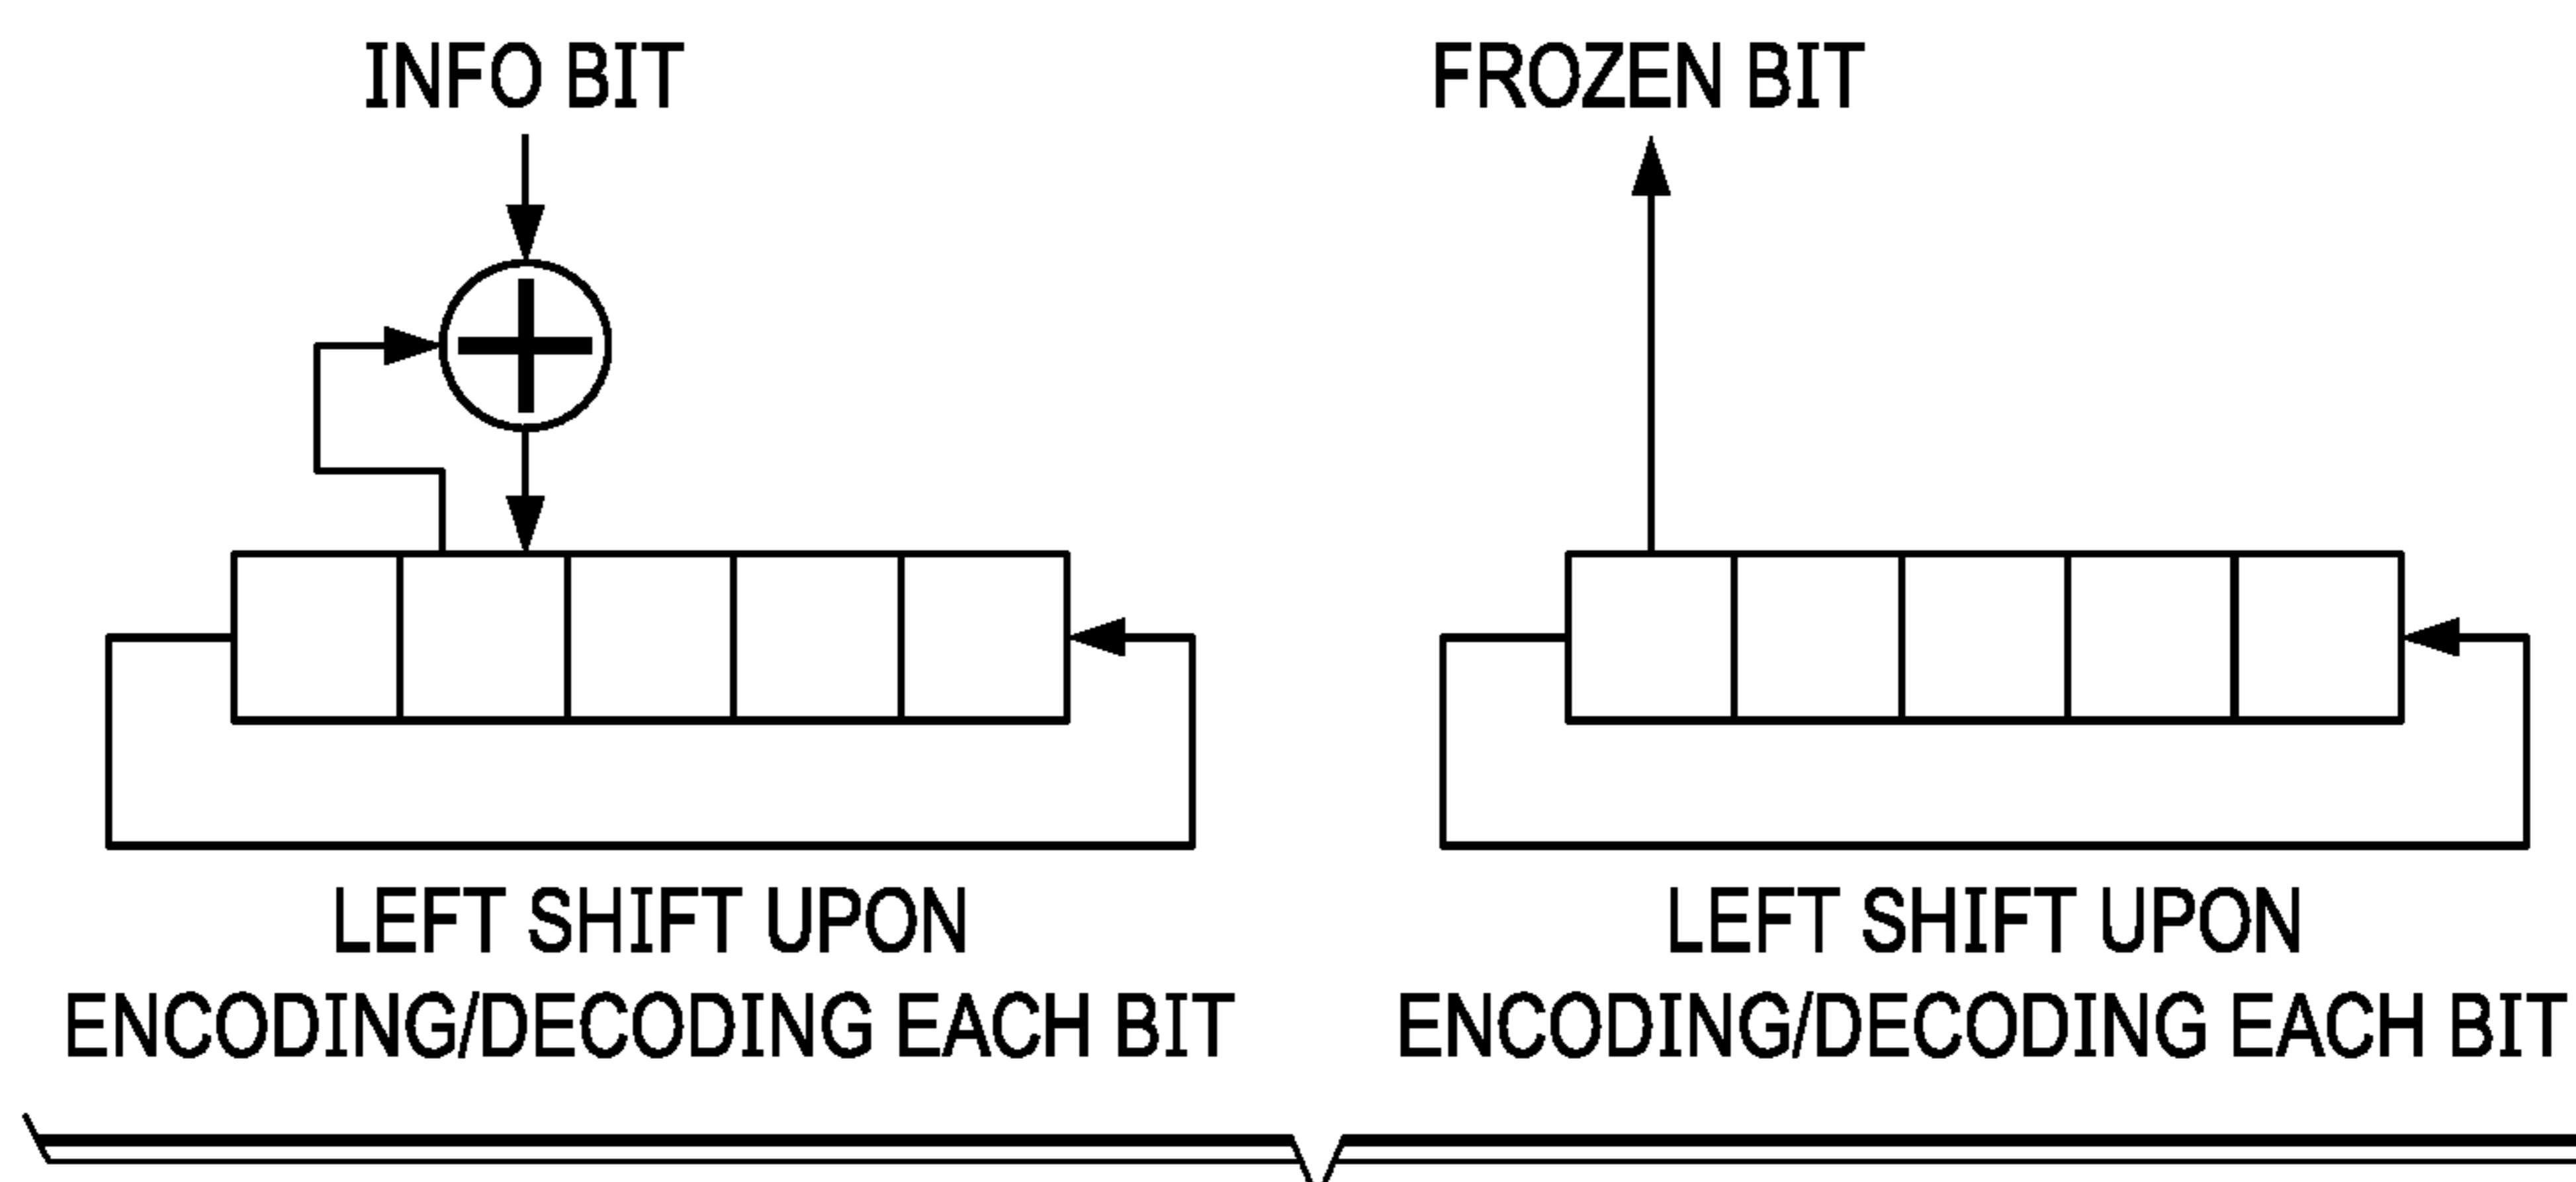 INFO BIT
FROZEN BIT
LEFT SHIFT UPON
ENCODING/DECODING EACH BIT
LEFT SHIFT UPON
ENCODING/DECODING EACH BIT